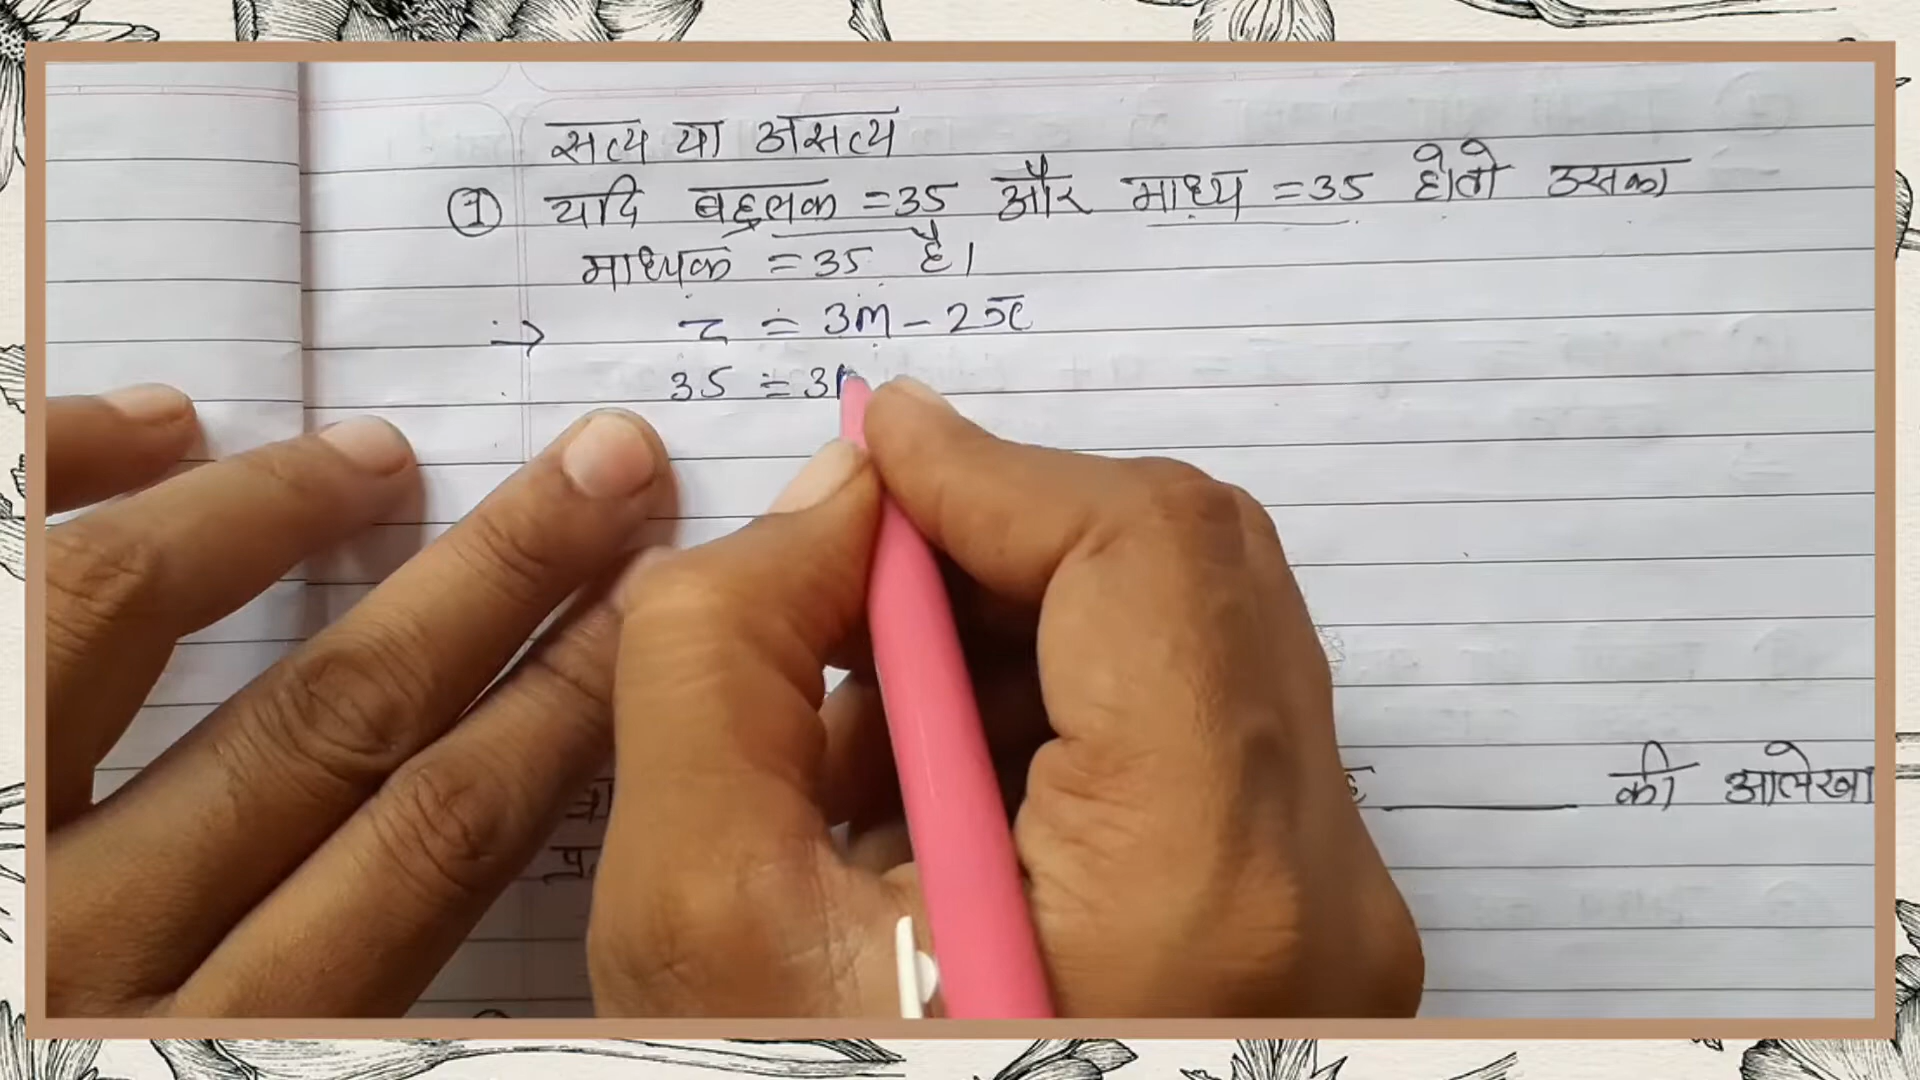 सत्य या असत्य
① यदि बहुलक = 35 और माध्य = 35 हो तो उसका
माध्यक = 35 है।
→ z = 3M - 2x̄
35 = 3
की आलेखा